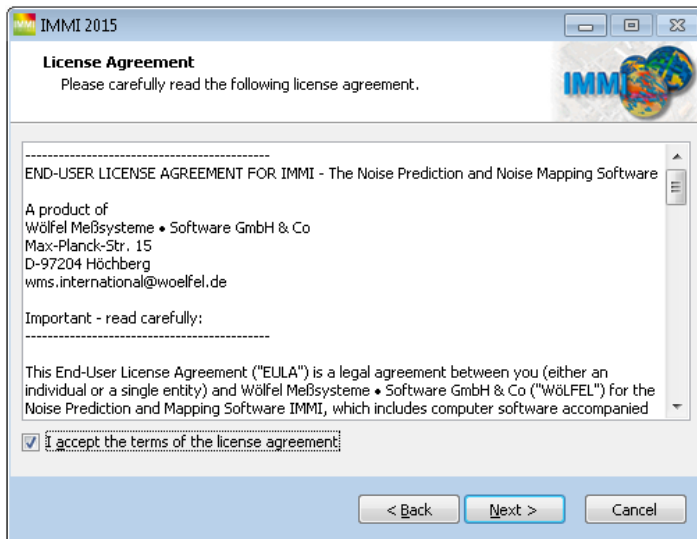 IMMI 2015
License Agreement
Please carefully read the following license agreement.
IMMI
--------------------------------------------
END-USER LICENSE AGREEMENT FOR IMMI - The Noise Prediction and Noise Mapping Software
A product of
Wölfel Meßsysteme • Software GmbH & Co
Max-Planck-Str. 15
D-97204 Höchberg
wms.international@woelfel.de
Important - read carefully:
--------------------------------------------
This End-User License Agreement ("EULA") is a legal agreement between you (either an
individual or a single entity) and Wölfel Meßsysteme • Software GmbH & Co ("WöLFEL") for the
Noise Prediction and Mapping Software IMMI, which includes computer software accompanied
I accept the terms of the license agreement
< Back Next > Cancel